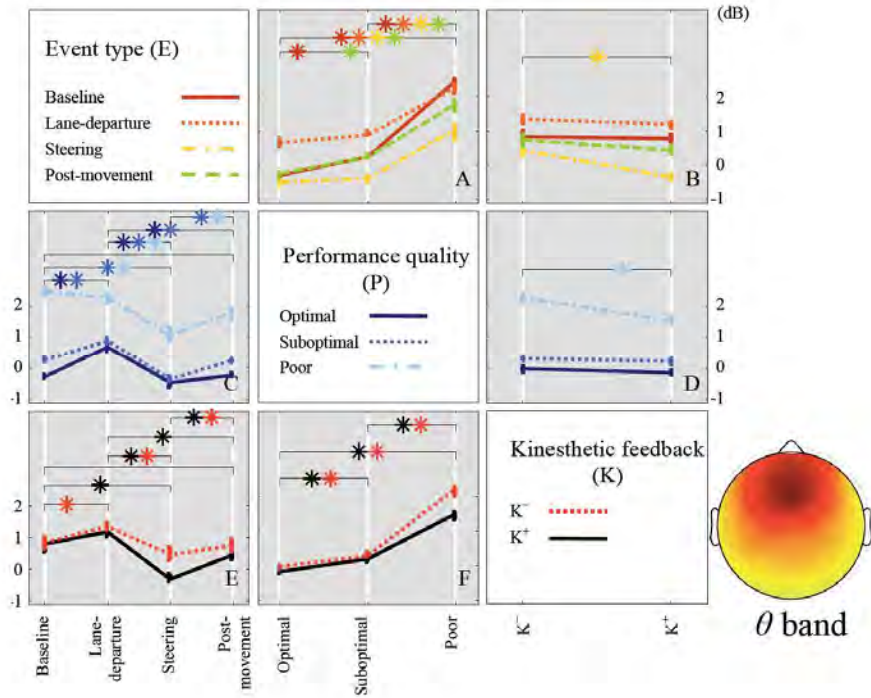 (dB)
Event type (E)
Baseline
Lane-departure
Steering
Post-movement
A
B
2
1
0
-1
2
1
0
-1
C
Performance quality
(P)
Optimal
Suboptimal
Poor
D
2
1
0
-1
2
1
0
-1
E
F
Kinesthetic feedback
(K)
K⁻
K⁺
Baseline
Lane-
departure
Steering
Post-
movement
Optimal
Suboptimal
Poor
K⁻
K⁺
θ band